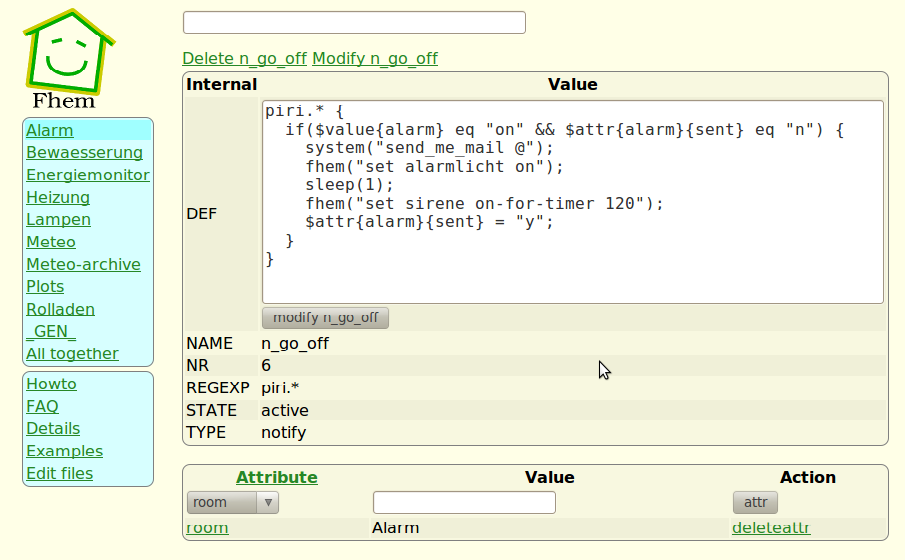 Fhem
Alarm
Bewaesserung
Energiemonitor
Heizung
Lampen
Meteo
Meteo-archive
Plots
Rolladen
_GEN_
All together
Howto
FAQ
Details
Examples
Edit files
Delete n_go_off Modify n_go_off
Internal Value
DEF
piri.* {
  if($value{alarm} eq "on" && $attr{alarm}{sent} eq "n") {
    system("send_me_mail @");
    fhem("set alarmlicht on");
    sleep(1);
    fhem("set sirene on-for-timer 120");
    $attr{alarm}{sent} = "y";
  }
}
modify n_go_off
NAME n_go_off
NR 6
REGEXP piri.*
STATE active
TYPE notify
Attribute Value Action
room attr
room Alarm deleteattr